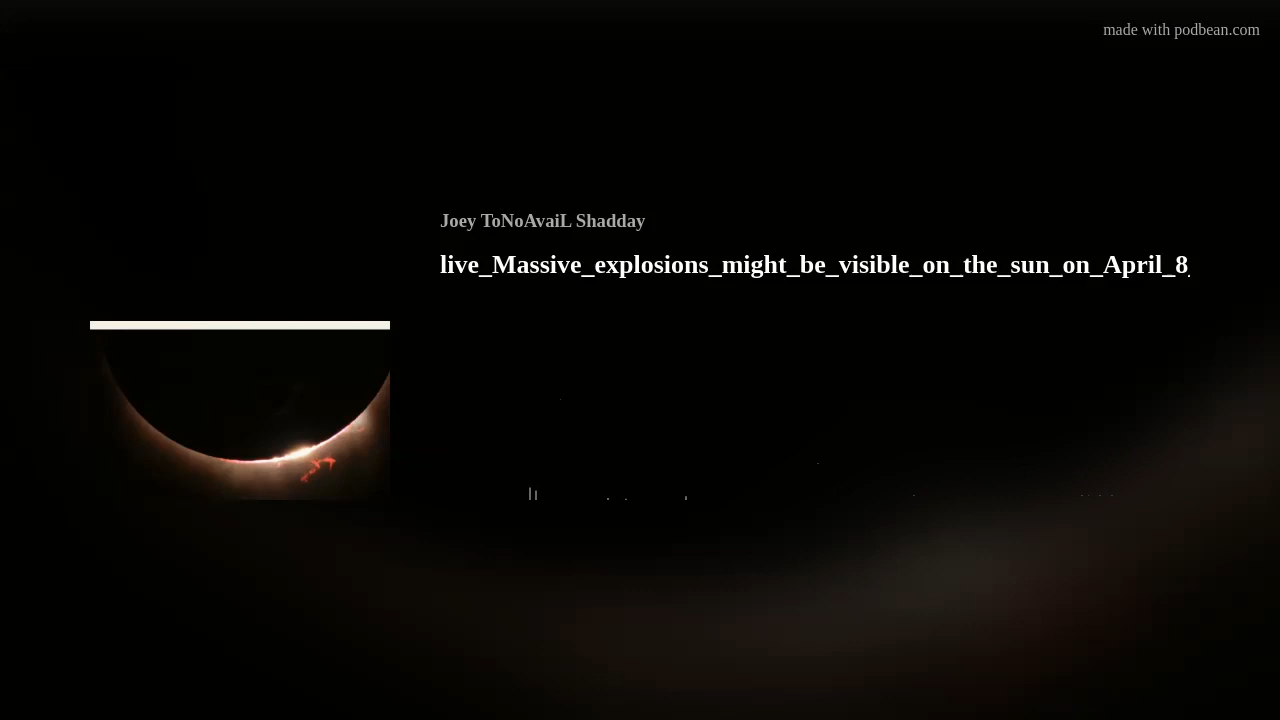 made with podbean.com
Joey ToNoAvaiL Shadday
live_Massive_explosions_might_be_visible_on_the_sun_on_April_8